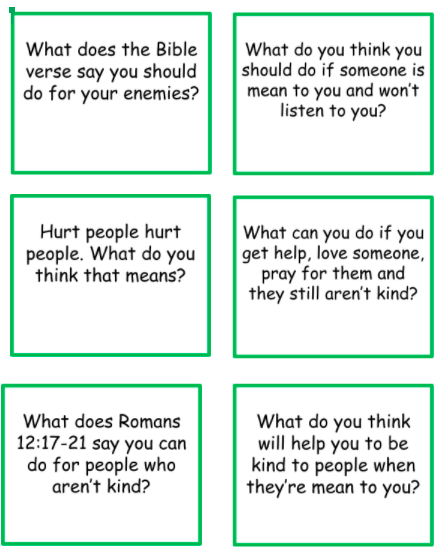 What does the Bible
verse say you should
do for your enemies?
What do you think you
should do if someone is
mean to you and won't
listen to you?
Hurt people hurt
people. What do you
think that means?
What can you do if you
get help, love someone,
pray for them and
they still aren't kind?
What does Romans
12:17-21 say you can
do for people who
aren't kind?
What do you think
will help you to be
kind to people when
they're mean to you?